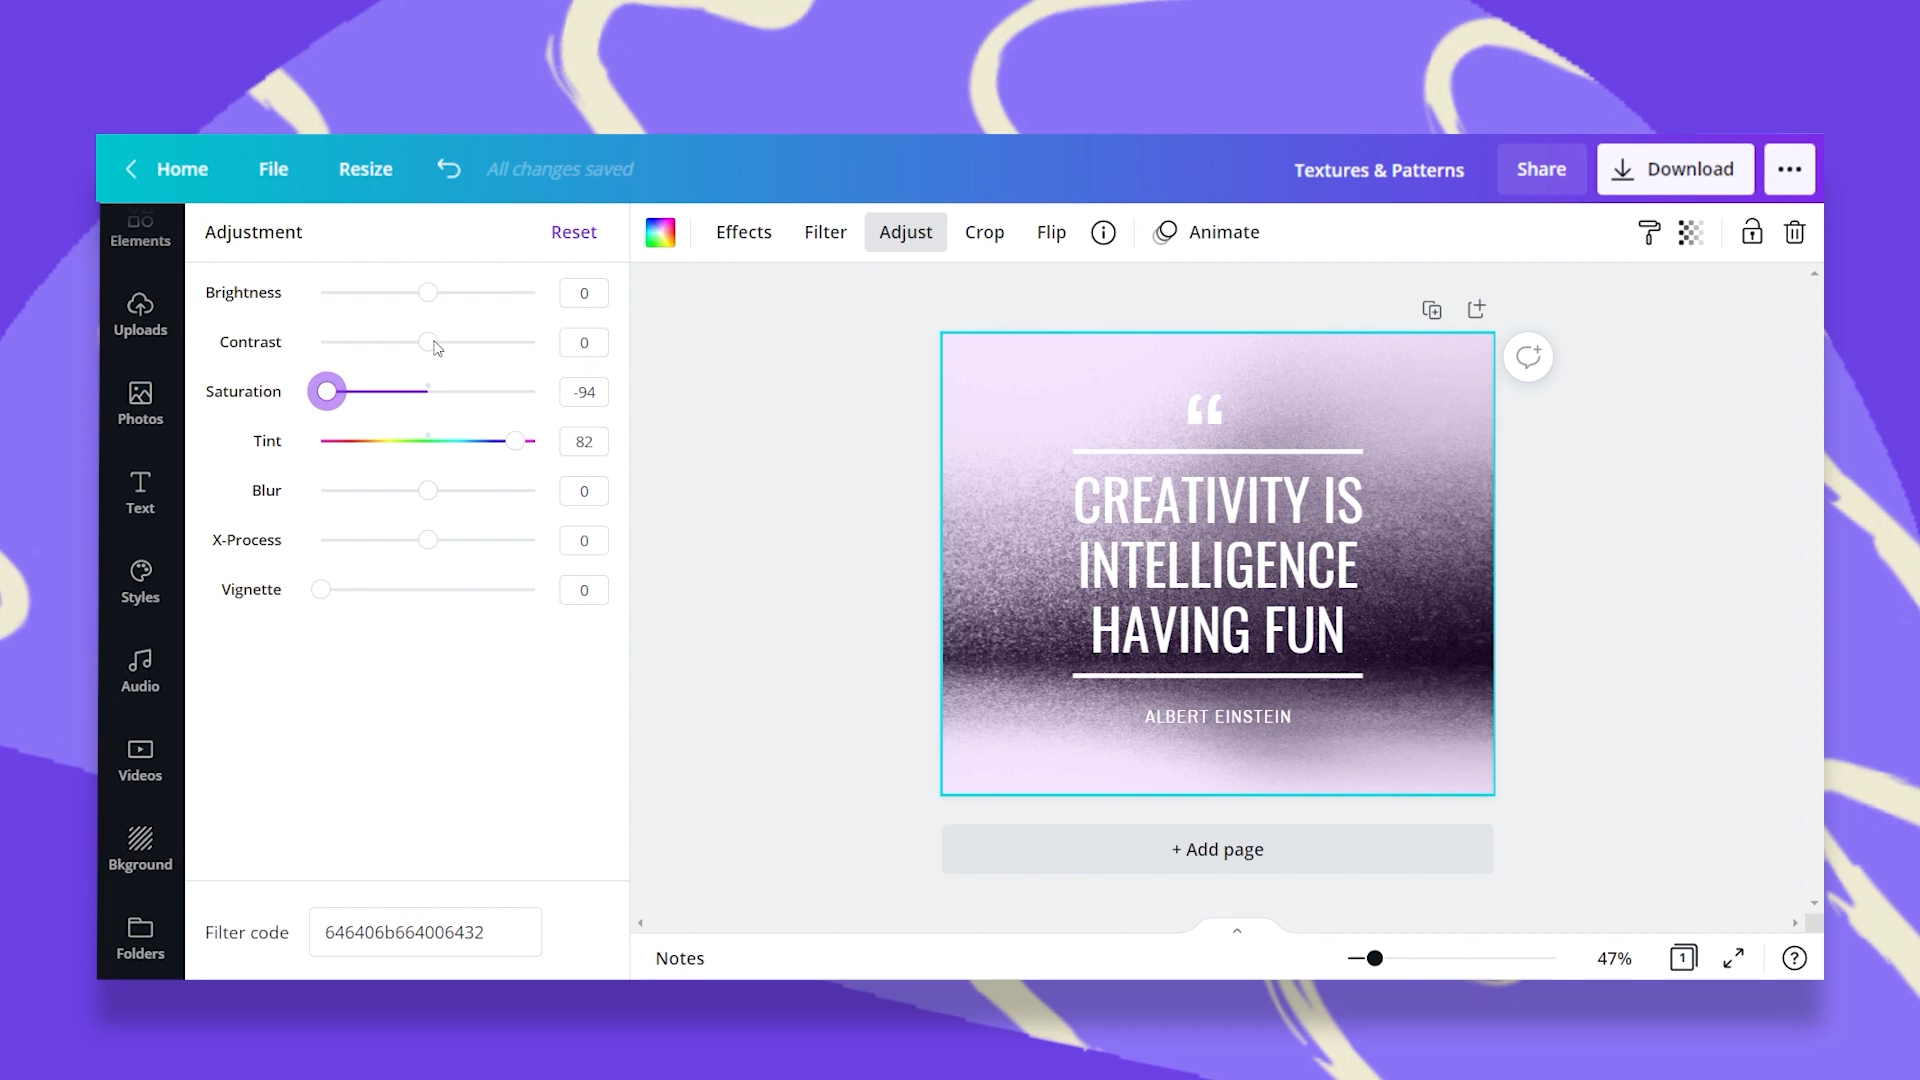 Home File Resize All changes saved Textures & Patterns Share Download
Elements
Uploads
Photos
Text
Styles
Audio
Videos
Bkground
Folders
Adjustment Reset
Brightness 0
Contrast 0
Saturation -94
Tint 82
Blur 0
X-Process 0
Vignette 0
Filter code 646406b664006432
Effects Filter Adjust Crop Flip Animate
“
CREATIVITY IS
INTELLIGENCE
HAVING FUN
ALBERT EINSTEIN
+ Add page
Notes 47% 1